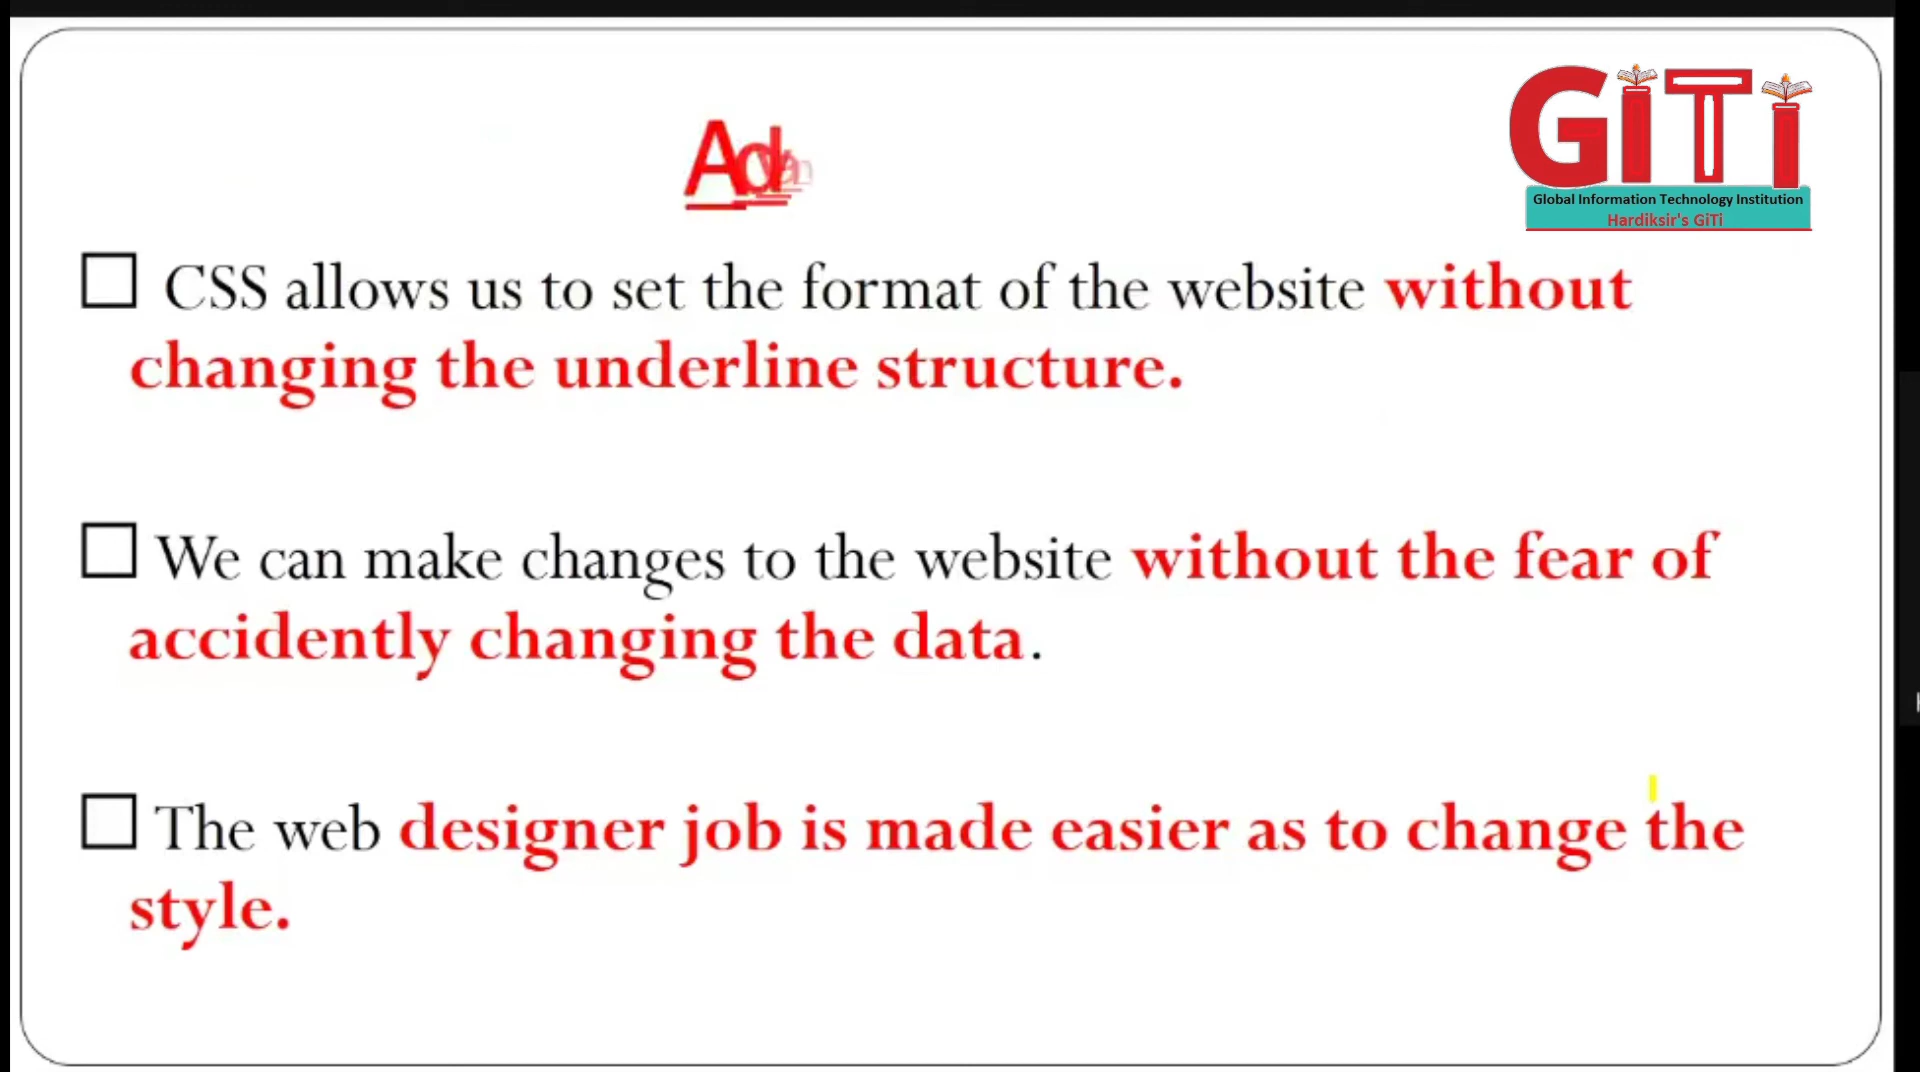 GiTi
Global Information Technology Institution
Hardiksir's GiTi
☐ CSS allows us to set the format of the website without
changing the underline structure.
☐ We can make changes to the website without the fear of
accidently changing the data.
☐ The web designer job is made easier as to change the
style.